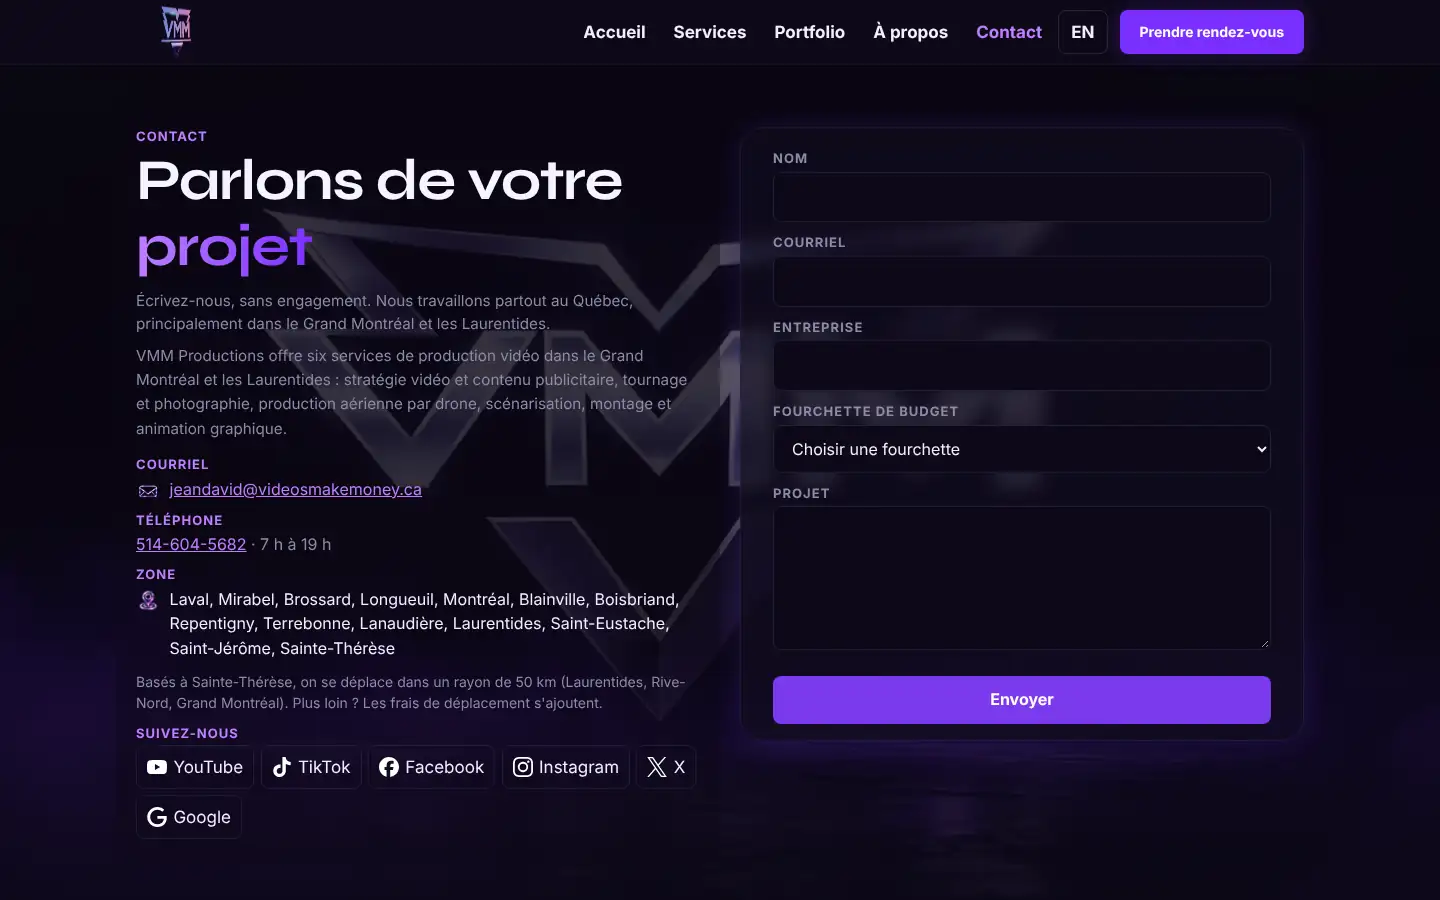 VMM
Accueil
Services
Portfolio
À propos
Contact
EN
Prendre rendez-vous
CONTACT
Parlons de votre
projet
Écrivez-nous, sans engagement. Nous travaillons partout au Québec,
principalement dans le Grand Montréal et les Laurentides.
VMM Productions offre six services de production vidéo dans le Grand
Montréal et les Laurentides : stratégie vidéo et contenu publicitaire, tournage
et photographie, production aérienne par drone, scénarisation, montage et
animation graphique.
COURRIEL
jeandavid@videosmakemoney.ca
TÉLÉPHONE
514-604-5682 · 7 h à 19 h
ZONE
Laval, Mirabel, Brossard, Longueuil, Montréal, Blainville, Boisbriand,
Repentigny, Terrebonne, Lanaudière, Laurentides, Saint-Eustache,
Saint-Jérôme, Sainte-Thérèse
Basés à Sainte-Thérèse, on se déplace dans un rayon de 50 km (Laurentides, Rive-
Nord, Grand Montréal). Plus loin ? Les frais de déplacement s'ajoutent.
SUIVEZ-NOUS
YouTube
TikTok
Facebook
Instagram
X
Google
NOM
COURRIEL
ENTREPRISE
FOURCHETTE DE BUDGET
Choisir une fourchette
PROJET
Envoyer